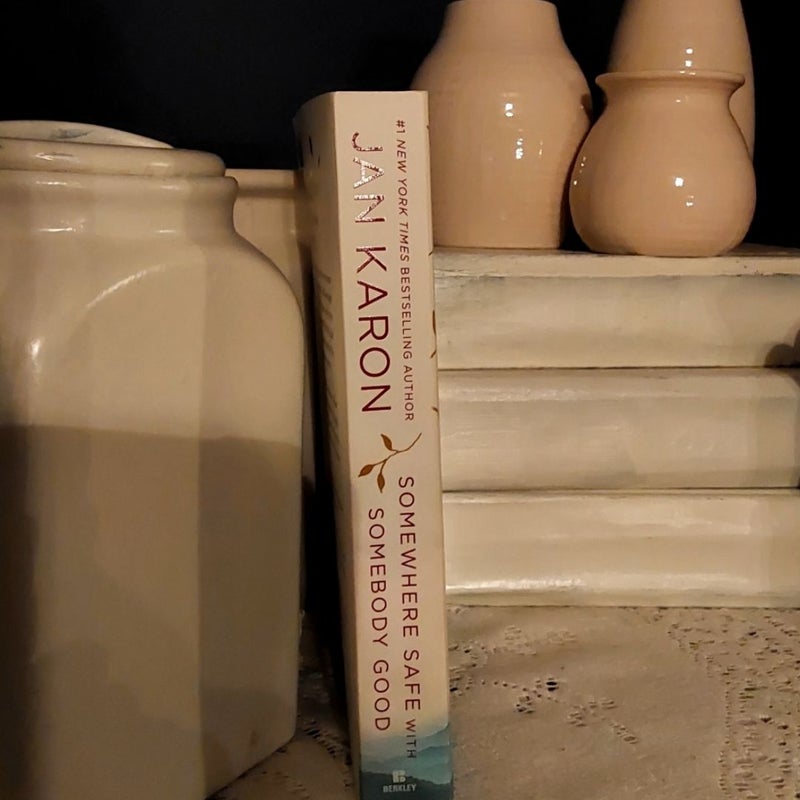 #1 NEW YORK TIMES BESTSELLING AUTHOR
JAN KARON
SOMEWHERE SAFE WITH
SOMEBODY GOOD
B
BERKLEY